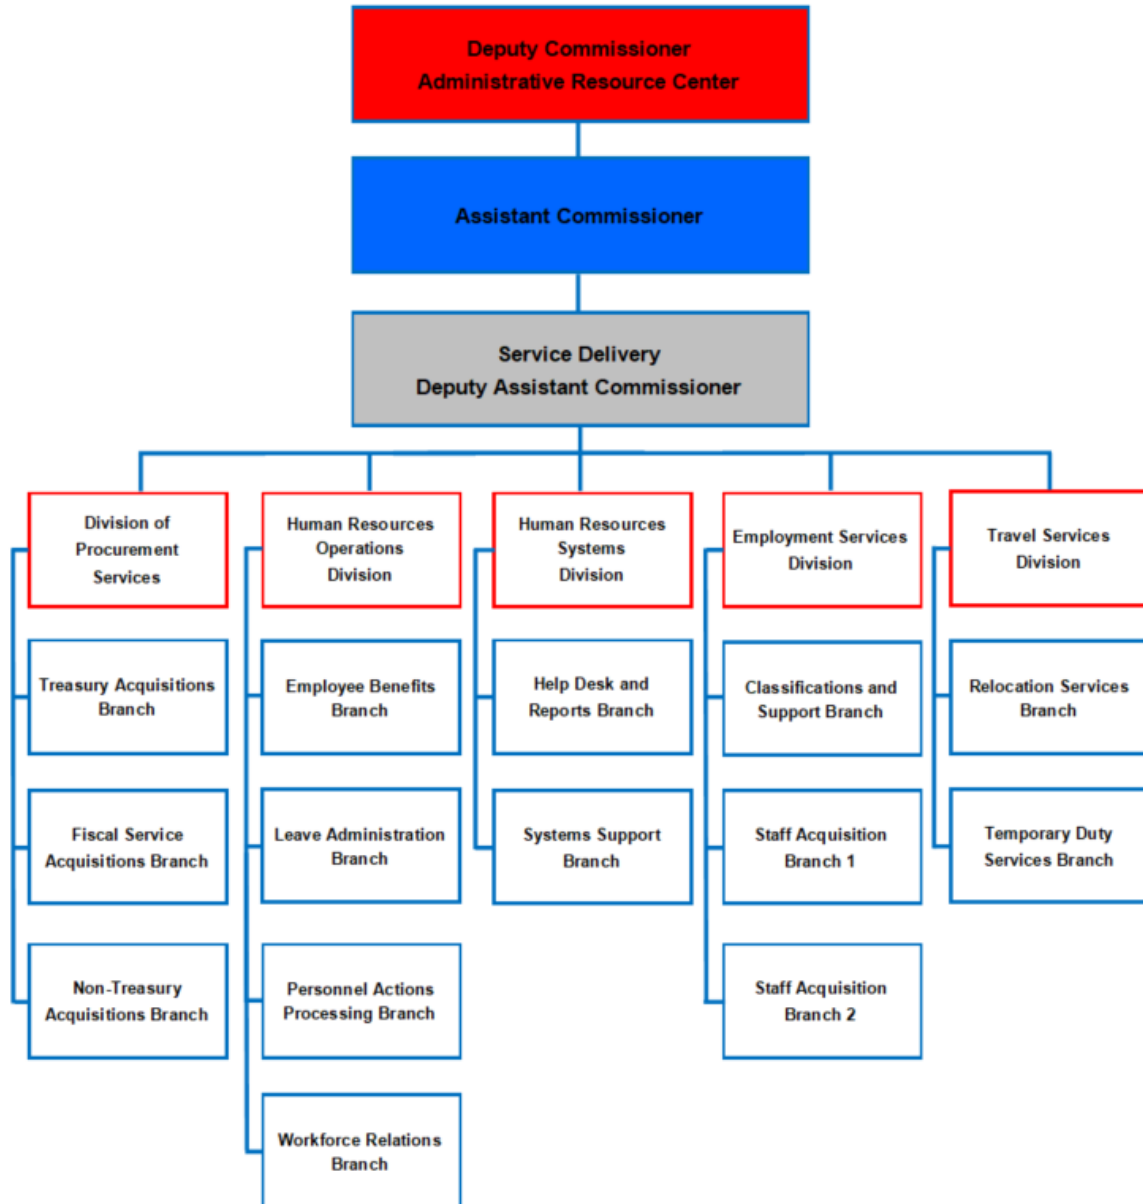 Deputy Commissioner
Administrative Resource Center
Assistant Commissioner
Service Delivery
Deputy Assistant Commissioner
Division of
Procurement
Services
Human Resources
Operations
Division
Human Resources
Systems
Division
Employment Services
Division
Travel Services
Division
Treasury Acquisitions
Branch
Employee Benefits
Branch
Help Desk and
Reports Branch
Classifications and
Support Branch
Relocation Services
Branch
Fiscal Service
Acquisitions Branch
Leave Administration
Branch
Systems Support
Branch
Staff Acquisition
Branch 1
Temporary Duty
Services Branch
Non-Treasury
Acquisitions Branch
Personnel Actions
Processing Branch
Staff Acquisition
Branch 2
Workforce Relations
Branch